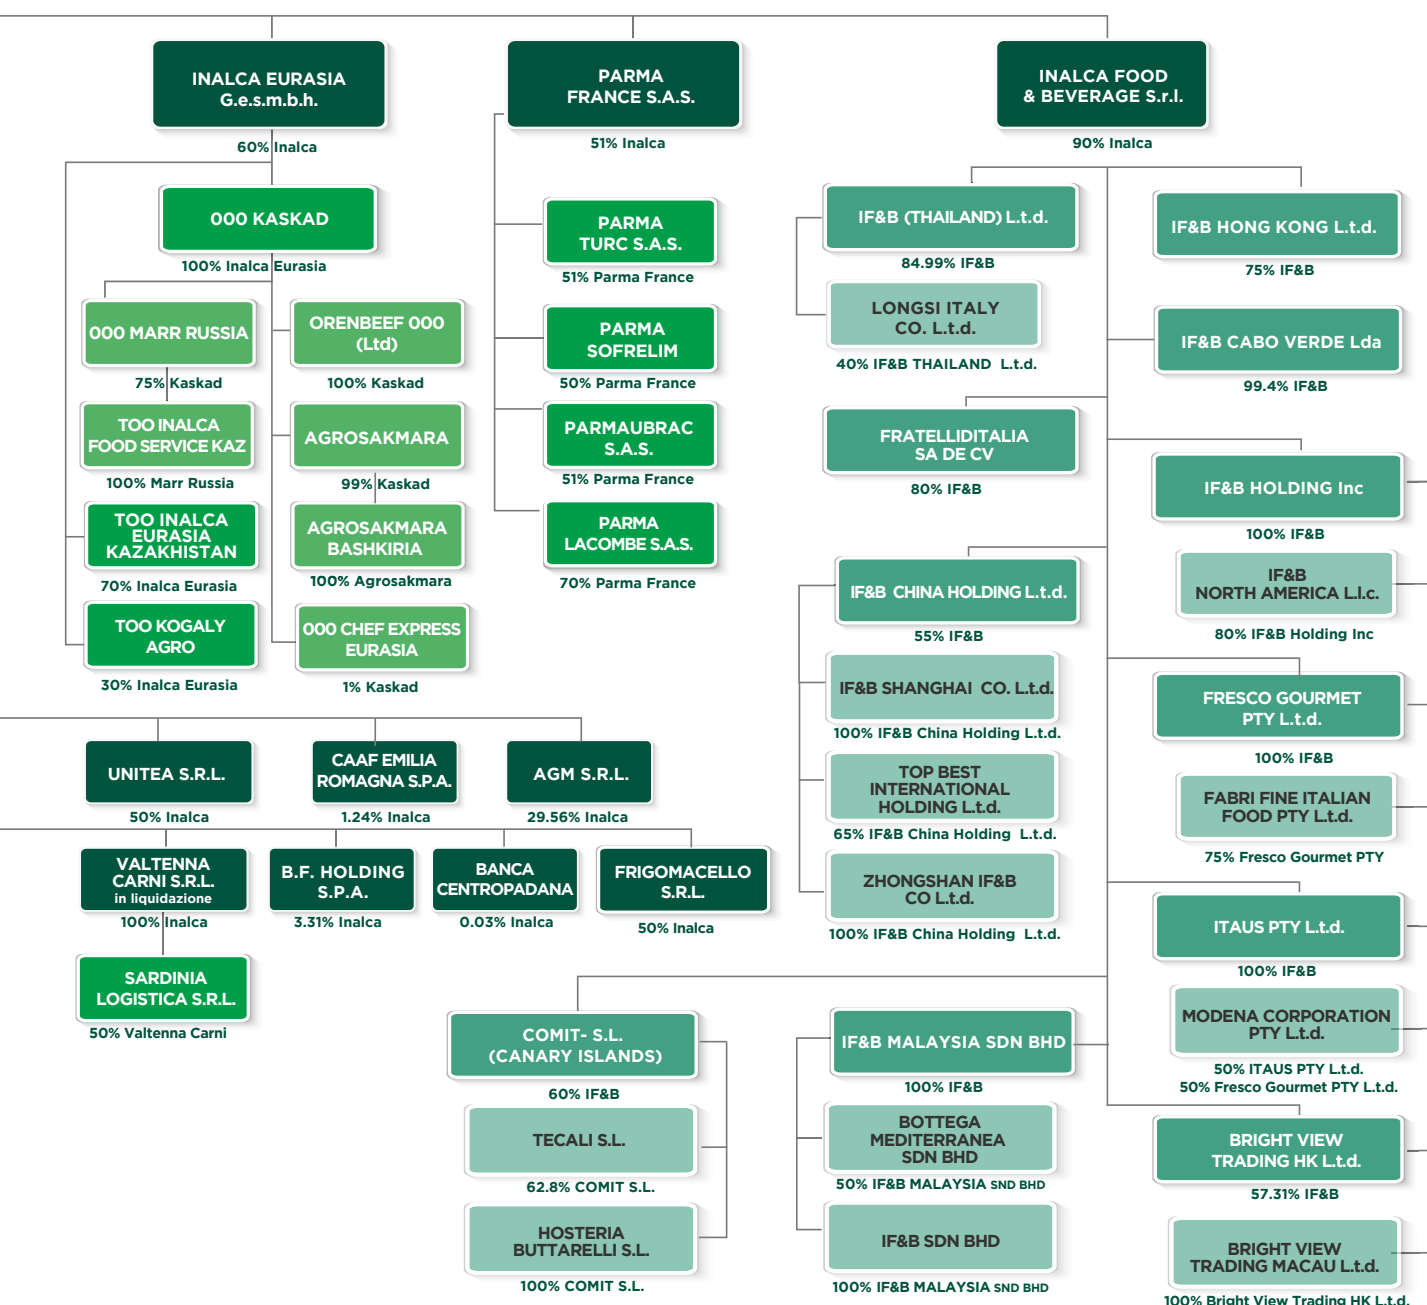 INALCA EURASIA
G.e.s.m.b.h.
60% Inalca
000 KASKAD
100% Inalca Eurasia
000 MARR RUSSIA
75% Kaskad
TOO INALCA
FOOD SERVICE KAZ
100% Marr Russia
TOO INALCA
EURASIA
KAZAKHISTAN
70% Inalca Eurasia
TOO KOGALY
AGRO
30% Inalca Eurasia
ORENBEEF 000
(Ltd)
100% Kaskad
AGROSAKMARA
99% Kaskad
AGROSAKMARA
BASHKIRIA
100% Agrosakmara
000 CHEF EXPRESS
EURASIA
1% Kaskad
PARMA
FRANCE S.A.S.
51% Inalca
PARMA
TURC S.A.S.
51% Parma France
PARMA
SOFRELIM
50% Parma France
PARMAUBRAC
S.A.S.
51% Parma France
PARMA
LACOMBE S.A.S.
70% Parma France
INALCA FOOD
& BEVERAGE S.r.l.
90% Inalca
IF&B (THAILAND) L.t.d.
84.99% IF&B
LONGSI ITALY
CO. L.t.d.
40% IF&B THAILAND L.t.d.
FRATELLIDITALIA
SA DE CV
80% IF&B
IF&B CHINA HOLDING L.t.d.
55% IF&B
IF&B SHANGHAI CO. L.t.d.
100% IF&B China Holding L.t.d.
TOP BEST
INTERNATIONAL
HOLDING L.t.d.
65% IF&B China Holding L.t.d.
ZHONGSHAN IF&B
CO L.t.d.
100% IF&B China Holding L.t.d.
IF&B HONG KONG L.t.d.
75% IF&B
IF&B CABO VERDE Lda
99.4% IF&B
IF&B HOLDING Inc
100% IF&B
IF&B
NORTH AMERICA L.l.c.
80% IF&B Holding Inc
FRESCO GOURMET
PTY L.t.d.
100% IF&B
FABRI FINE ITALIAN
FOOD PTY L.t.d.
75% Fresco Gourmet PTY
ITAUS PTY L.t.d.
100% IF&B
MODENA CORPORATION
PTY L.t.d.
50% ITAUS PTY L.t.d.
50% Fresco Gourmet PTY L.t.d.
BRIGHT VIEW
TRADING HK L.t.d.
57.31% IF&B
BRIGHT VIEW
TRADING MACAU L.t.d.
100% Bright View Trading HK L.t.d.
UNITEA S.R.L.
50% Inalca
CAAF EMILIA
ROMAGNA S.P.A.
1.24% Inalca
AGM S.R.L.
29.56% Inalca
VALTENNA
CARNI S.R.L.
in liquidazione
100% Inalca
B.F. HOLDING
S.P.A.
3.31% Inalca
BANCA
CENTROPADANA
0.03% Inalca
FRIGOMACELLO
S.R.L.
50% Inalca
SARDINIA
LOGISTICA S.R.L.
50% Valtenna Carni
COMIT- S.L.
(CANARY ISLANDS)
60% IF&B
TECALI S.L.
62.8% COMIT S.L.
HOSTERIA
BUTTARELLI S.L.
100% COMIT S.L.
IF&B MALAYSIA SDN BHD
100% IF&B
BOTTEGA
MEDITERRANEA
SDN BHD
50% IF&B MALAYSIA SND BHD
IF&B SDN BHD
100% IF&B MALAYSIA SND BHD